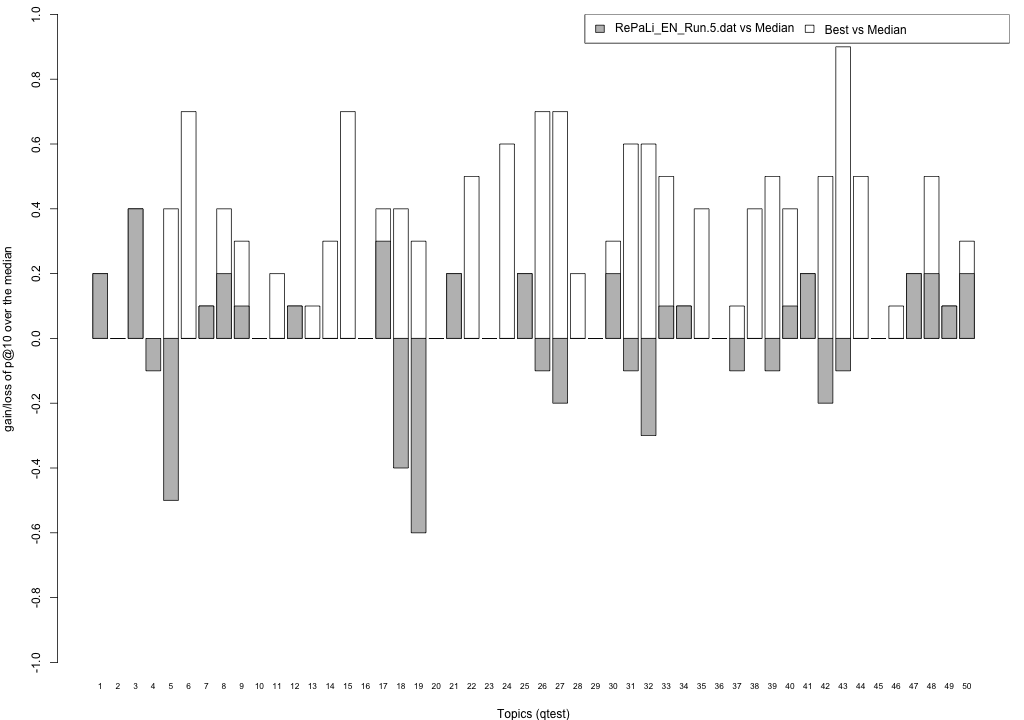 RePaLi_EN_Run.5.dat vs Median Best vs Median
gain/loss of p@10 over the median
1.0
0.8
0.6
0.4
0.2
0.0
-0.2
-0.4
-0.6
-0.8
-1.0
1 2 3 4 5 6 7 8 9 10 11 12 13 14 15 16 17 18 19 20 21 22 23 24 25 26 27 28 29 30 31 32 33 34 35 36 37 38 39 40 41 42 43 44 45 46 47 48 49 50
Topics (qtest)